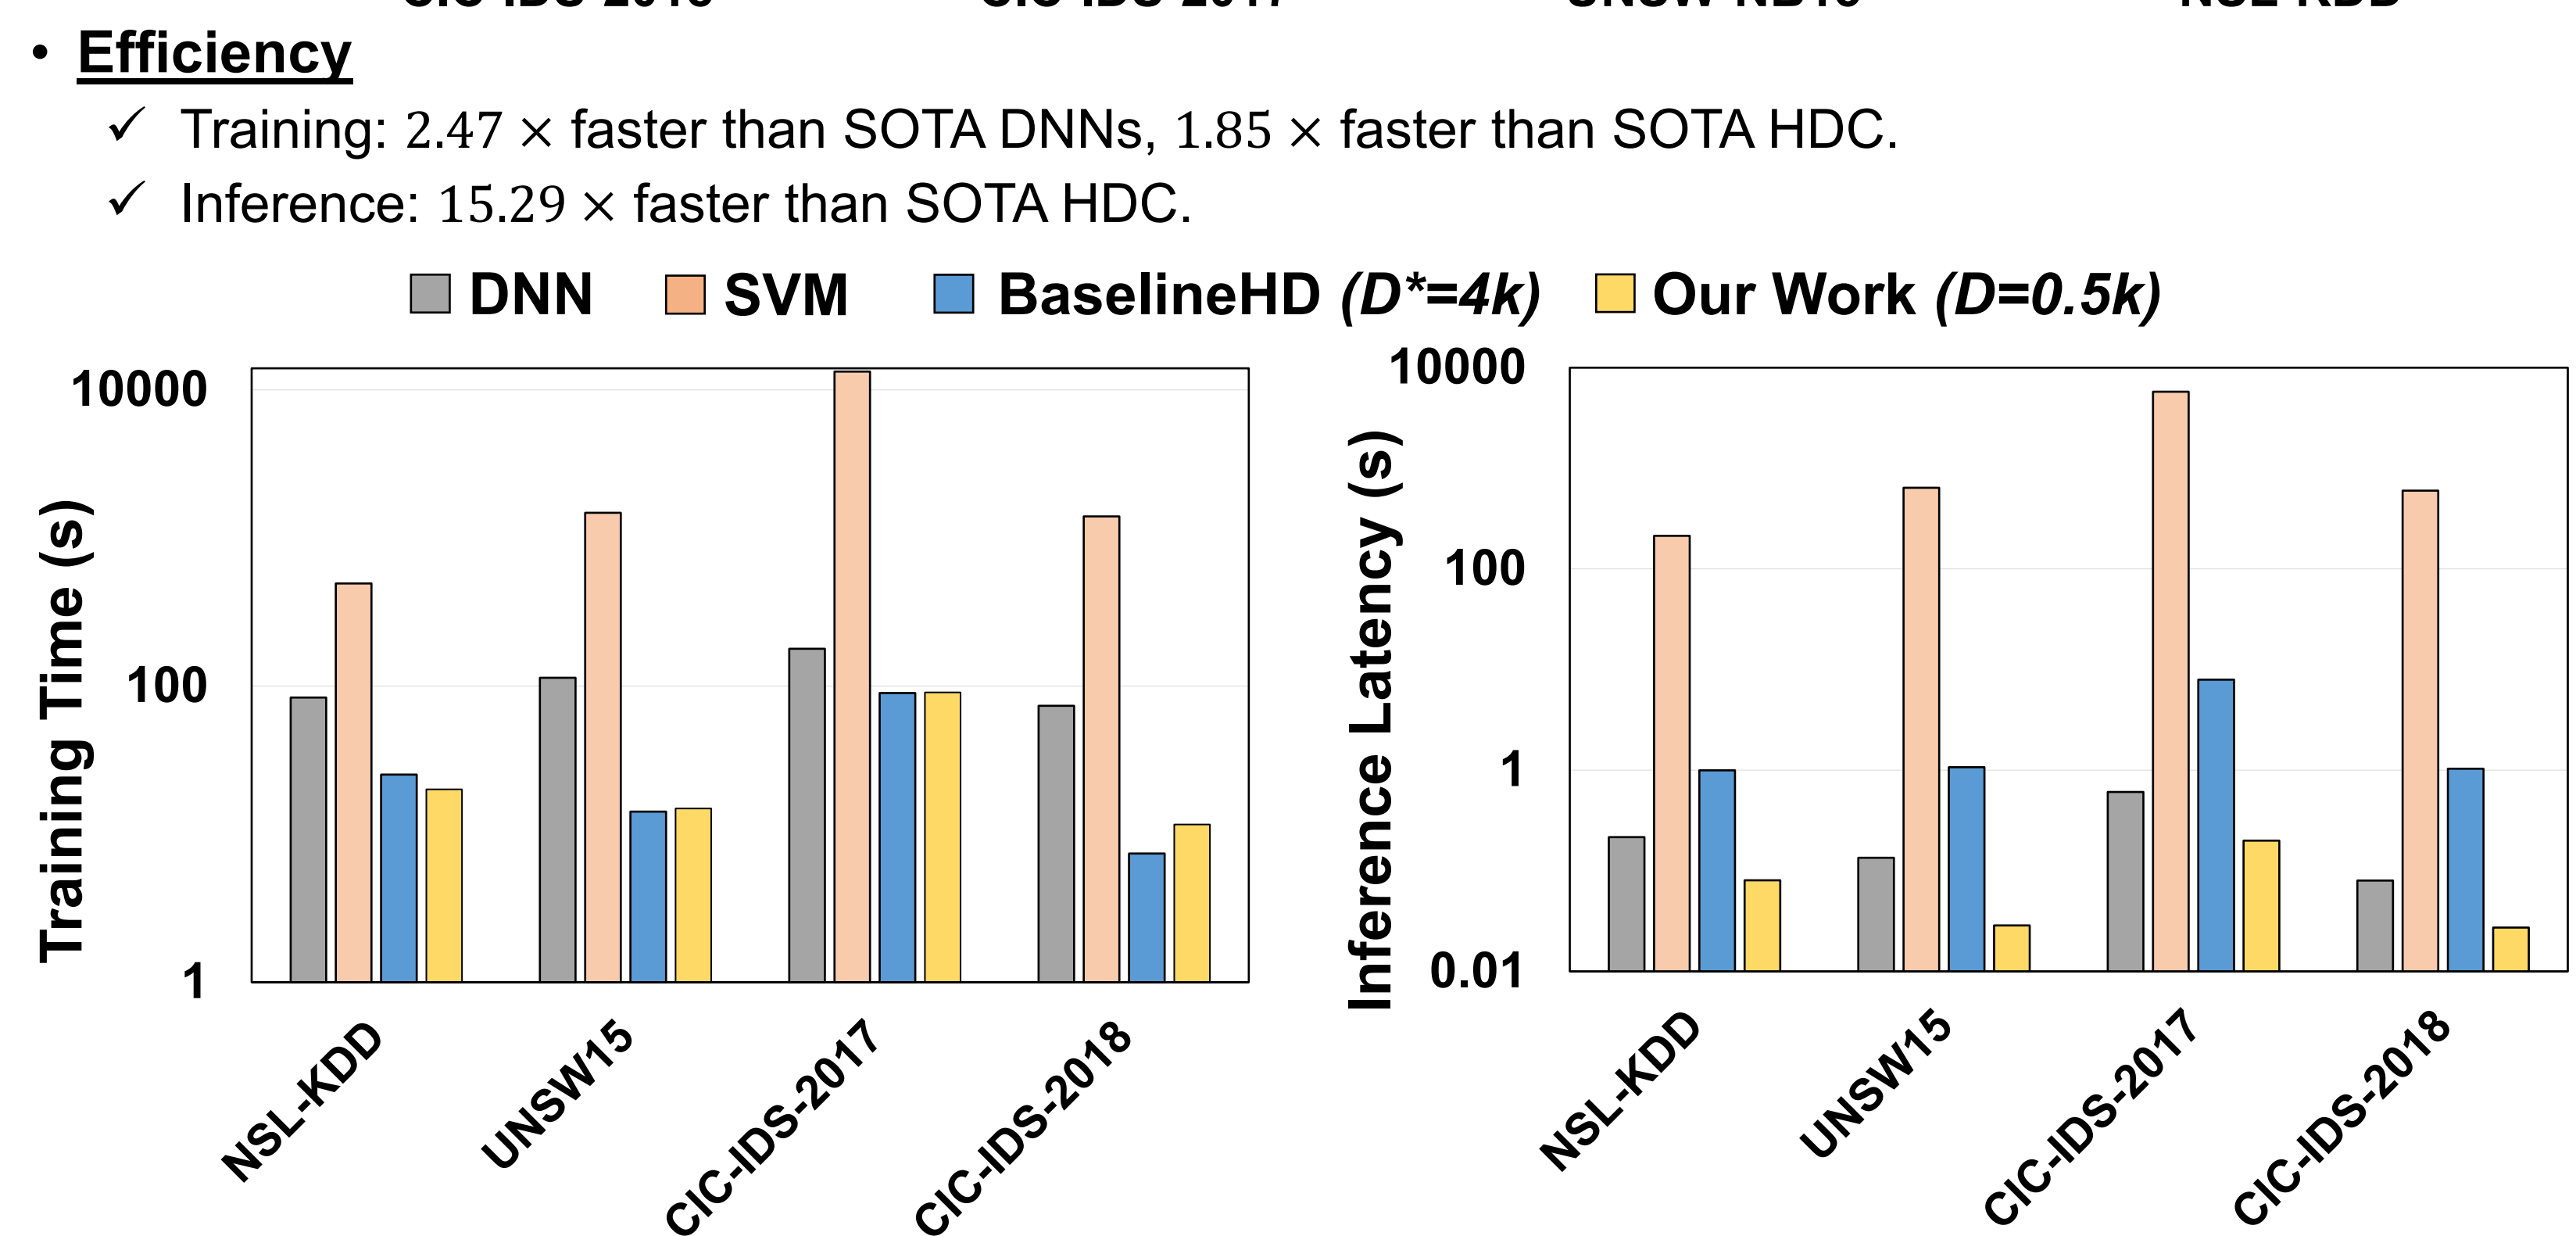 • Efficiency
✓ Training: 2.47 × faster than SOTA DNNs, 1.85 × faster than SOTA HDC.
✓ Inference: 15.29 × faster than SOTA HDC.
DNN SVM BaselineHD (D*=4k) Our Work (D=0.5k)
Training Time (s)
10000
100
1
NSL-KDD
UNSW15
CIC-IDS-2017
CIC-IDS-2018
Inference Latency (s)
10000
100
1
0.01
NSL-KDD
UNSW15
CIC-IDS-2017
CIC-IDS-2018